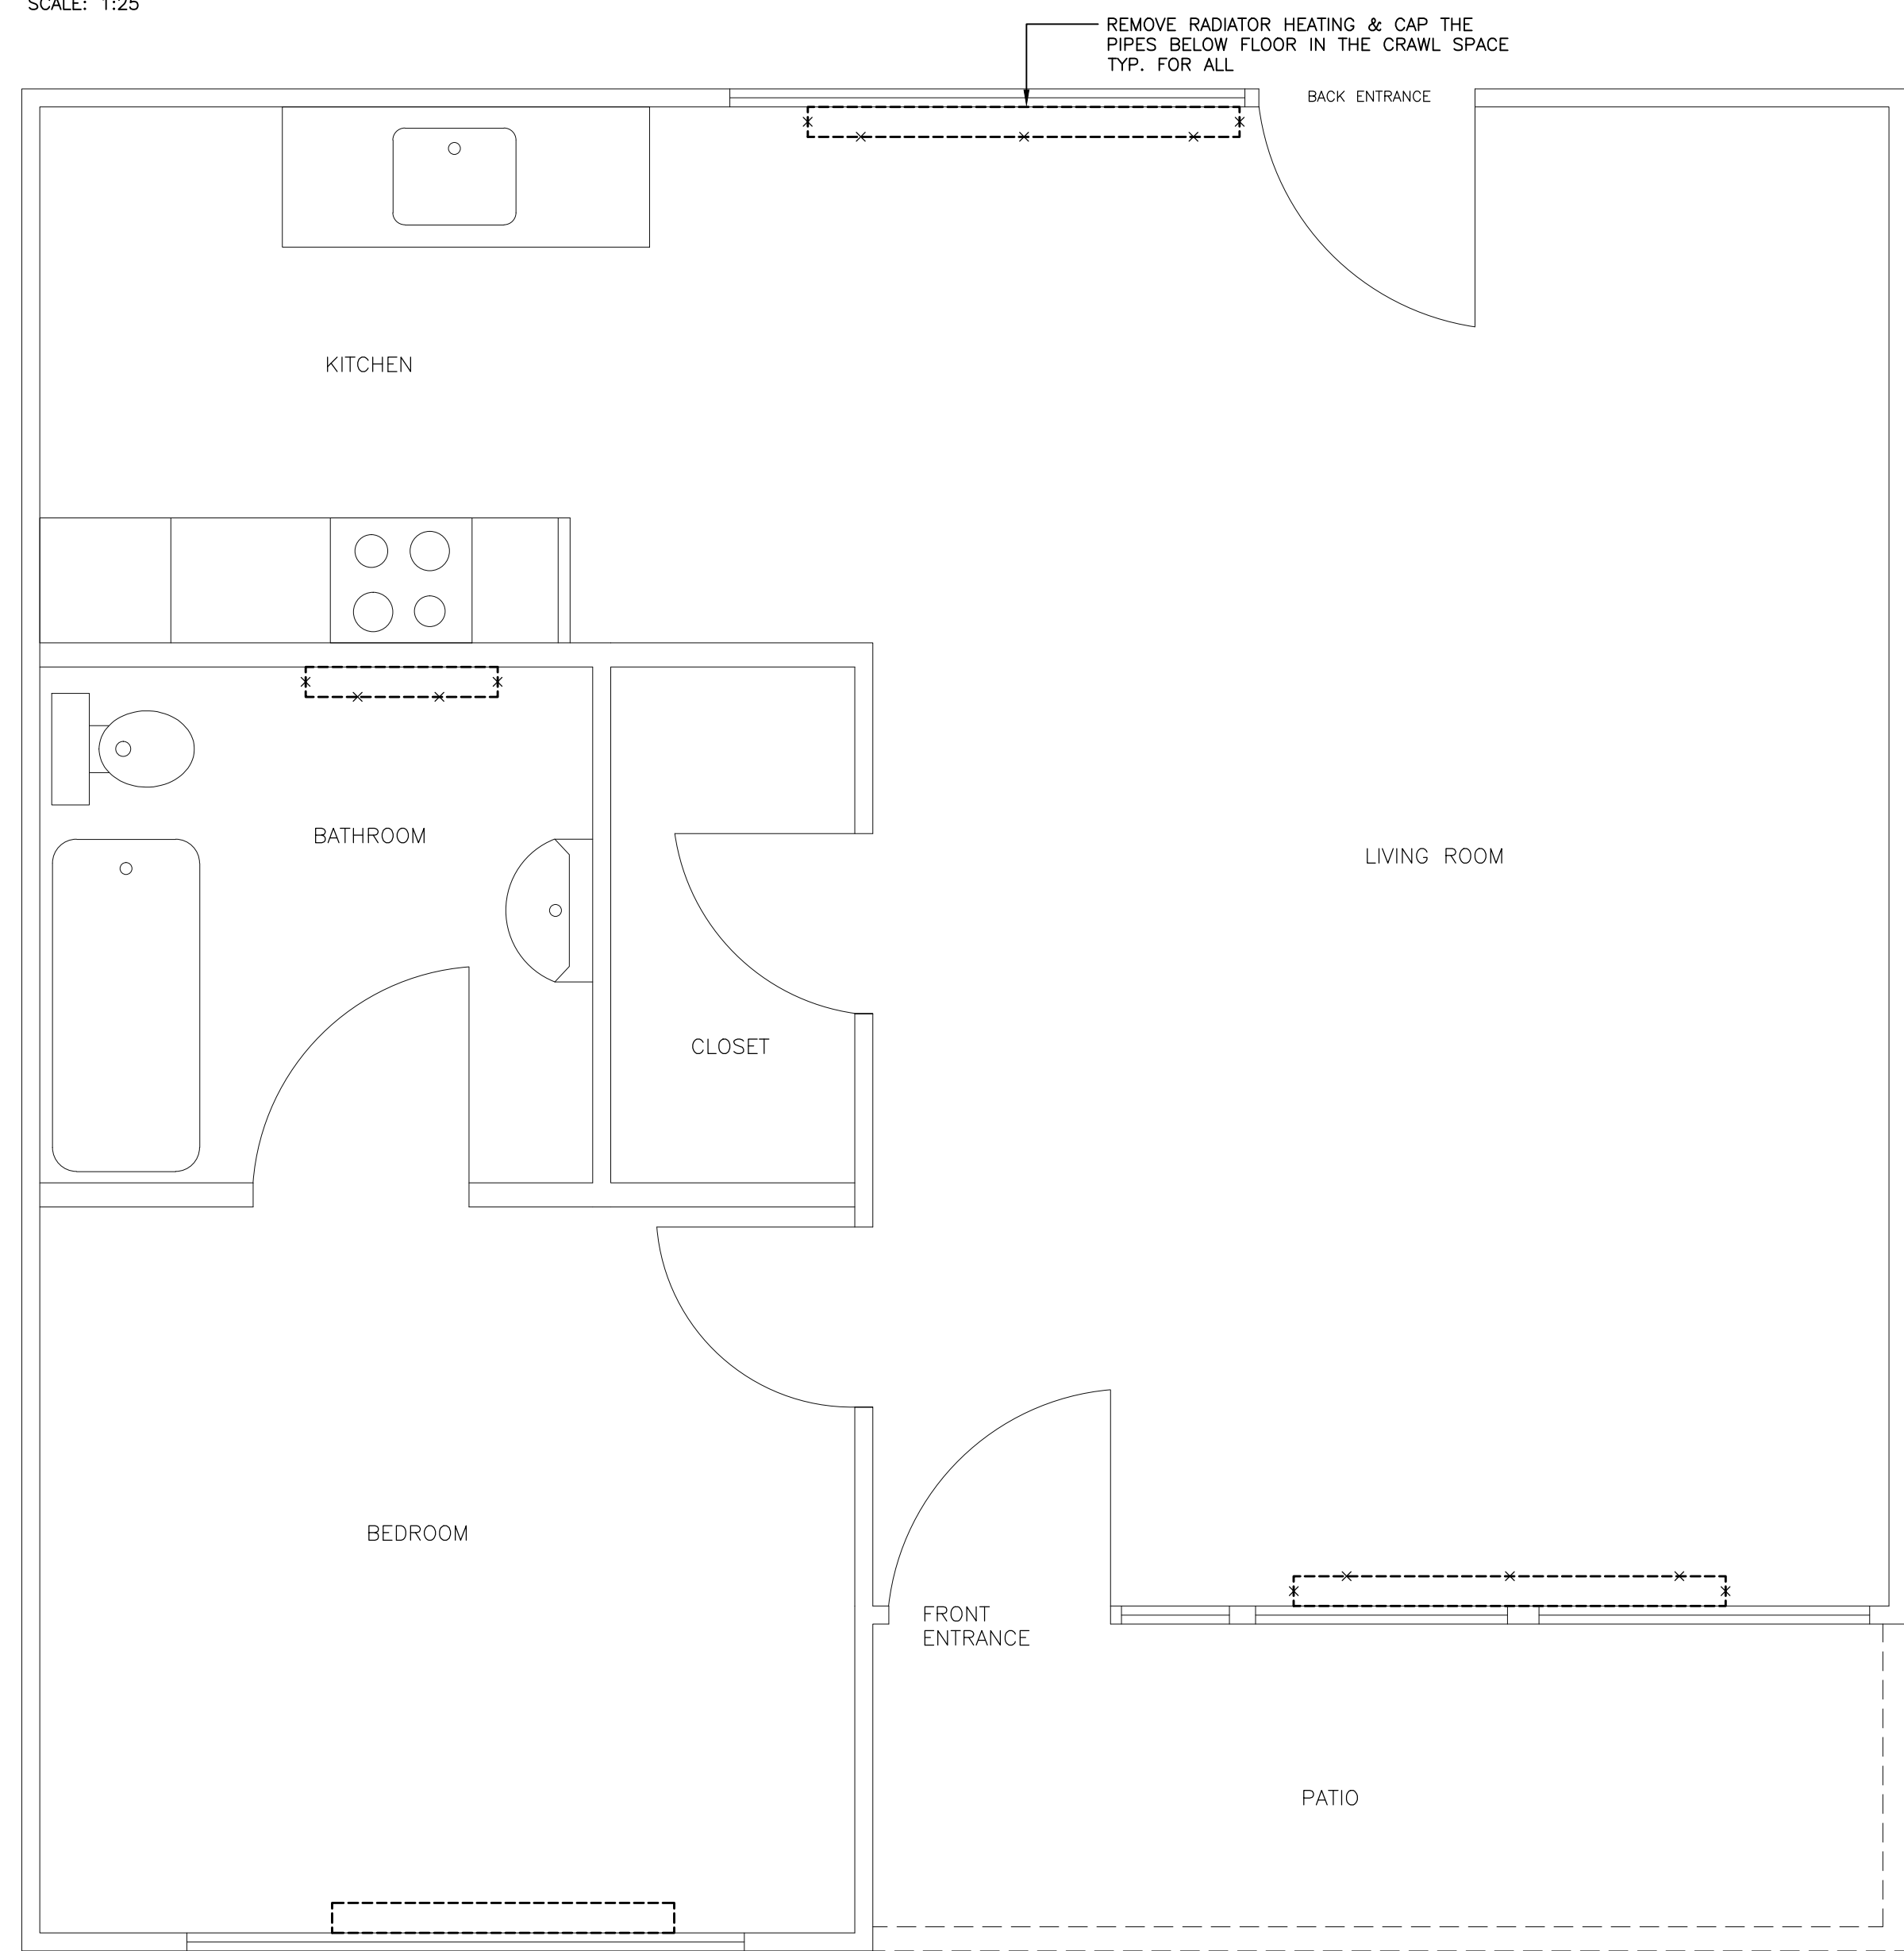 SCALE: 1:25
REMOVE RADIATOR HEATING & CAP THE
PIPES BELOW FLOOR IN THE CRAWL SPACE
TYP. FOR ALL
BACK ENTRANCE
KITCHEN
BATHROOM
LIVING ROOM
CLOSET
BEDROOM
FRONT
ENTRANCE
PATIO